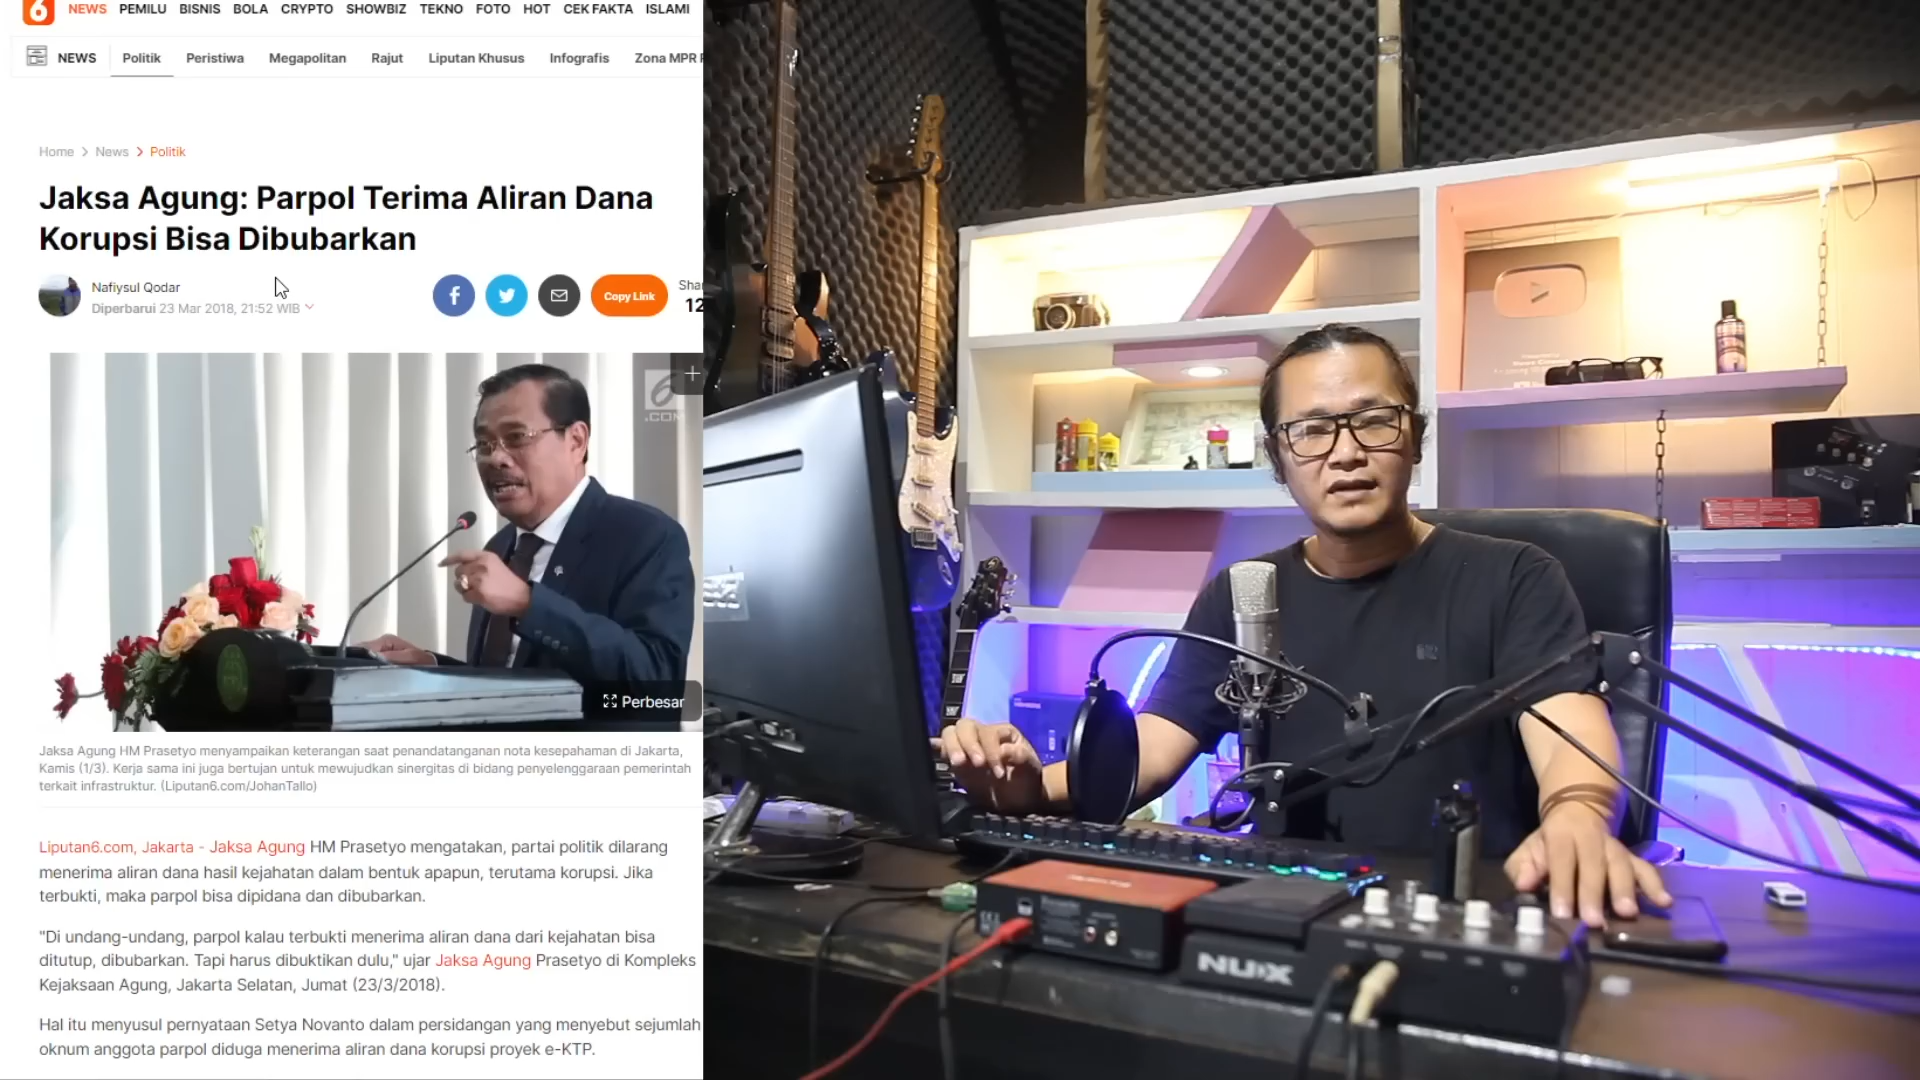 6 NEWS PEMILU BISNIS BOLA CRYPTO SHOWBIZ TEKNO FOTO HOT CEK FAKTA ISLAMI
NEWS Politik Peristiwa Megapolitan Rajut Liputan Khusus Infografis Zona MPR
Home > News > Politik
Jaksa Agung: Parpol Terima Aliran Dana
Korupsi Bisa Dibubarkan
Nafiysul Qodar
Diperbarui 23 Mar 2018, 21:52 WIB
f
Copy Link
Shar
12
6
.COM
Perbesar
Jaksa Agung HM Prasetyo menyampaikan keterangan saat penandatanganan nota kesepahaman di Jakarta,
Kamis (1/3). Kerja sama ini juga bertujan untuk mewujudkan sinergitas di bidang penyelenggaraan pemerintah
terkait infrastruktur. (Liputan6.com/JohanTallo)
Liputan6.com, Jakarta - Jaksa Agung HM Prasetyo mengatakan, partai politik dilarang
menerima aliran dana hasil kejahatan dalam bentuk apapun, terutama korupsi. Jika
terbukti, maka parpol bisa dipidana dan dibubarkan.
"Di undang-undang, parpol kalau terbukti menerima aliran dana dari kejahatan bisa
ditutup, dibubarkan. Tapi harus dibuktikan dulu," ujar Jaksa Agung Prasetyo di Kompleks
Kejaksaan Agung, Jakarta Selatan, Jumat (23/3/2018).
Hal itu menyusul pernyataan Setya Novanto dalam persidangan yang menyebut sejumlah
oknum anggota parpol diduga menerima aliran dana korupsi proyek e-KTP.
NUX